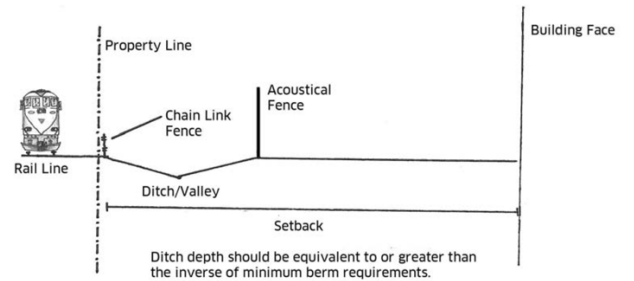 Building Face
Property Line
Acoustical
Fence
Chain Link
Fence
Rail Line
Ditch/Valley
Setback
Ditch depth should be equivalent to or greater than
the inverse of minimum berm requirements.